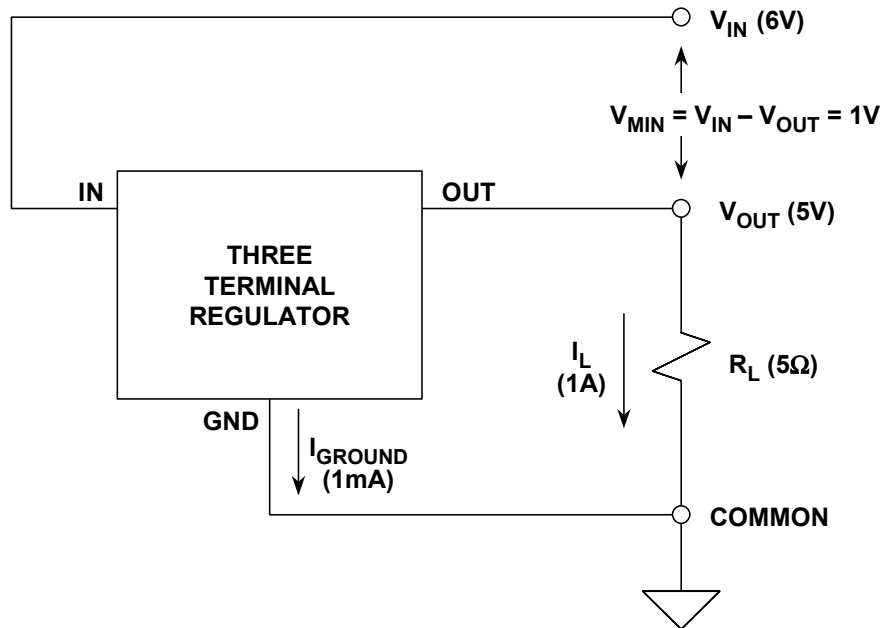 V_IN (6V)
V_MIN = V_IN – V_OUT = 1V
IN
OUT
V_OUT (5V)
THREE
TERMINAL
REGULATOR
I_L
(1A)
R_L (5Ω)
GND
I_GROUND
(1mA)
COMMON